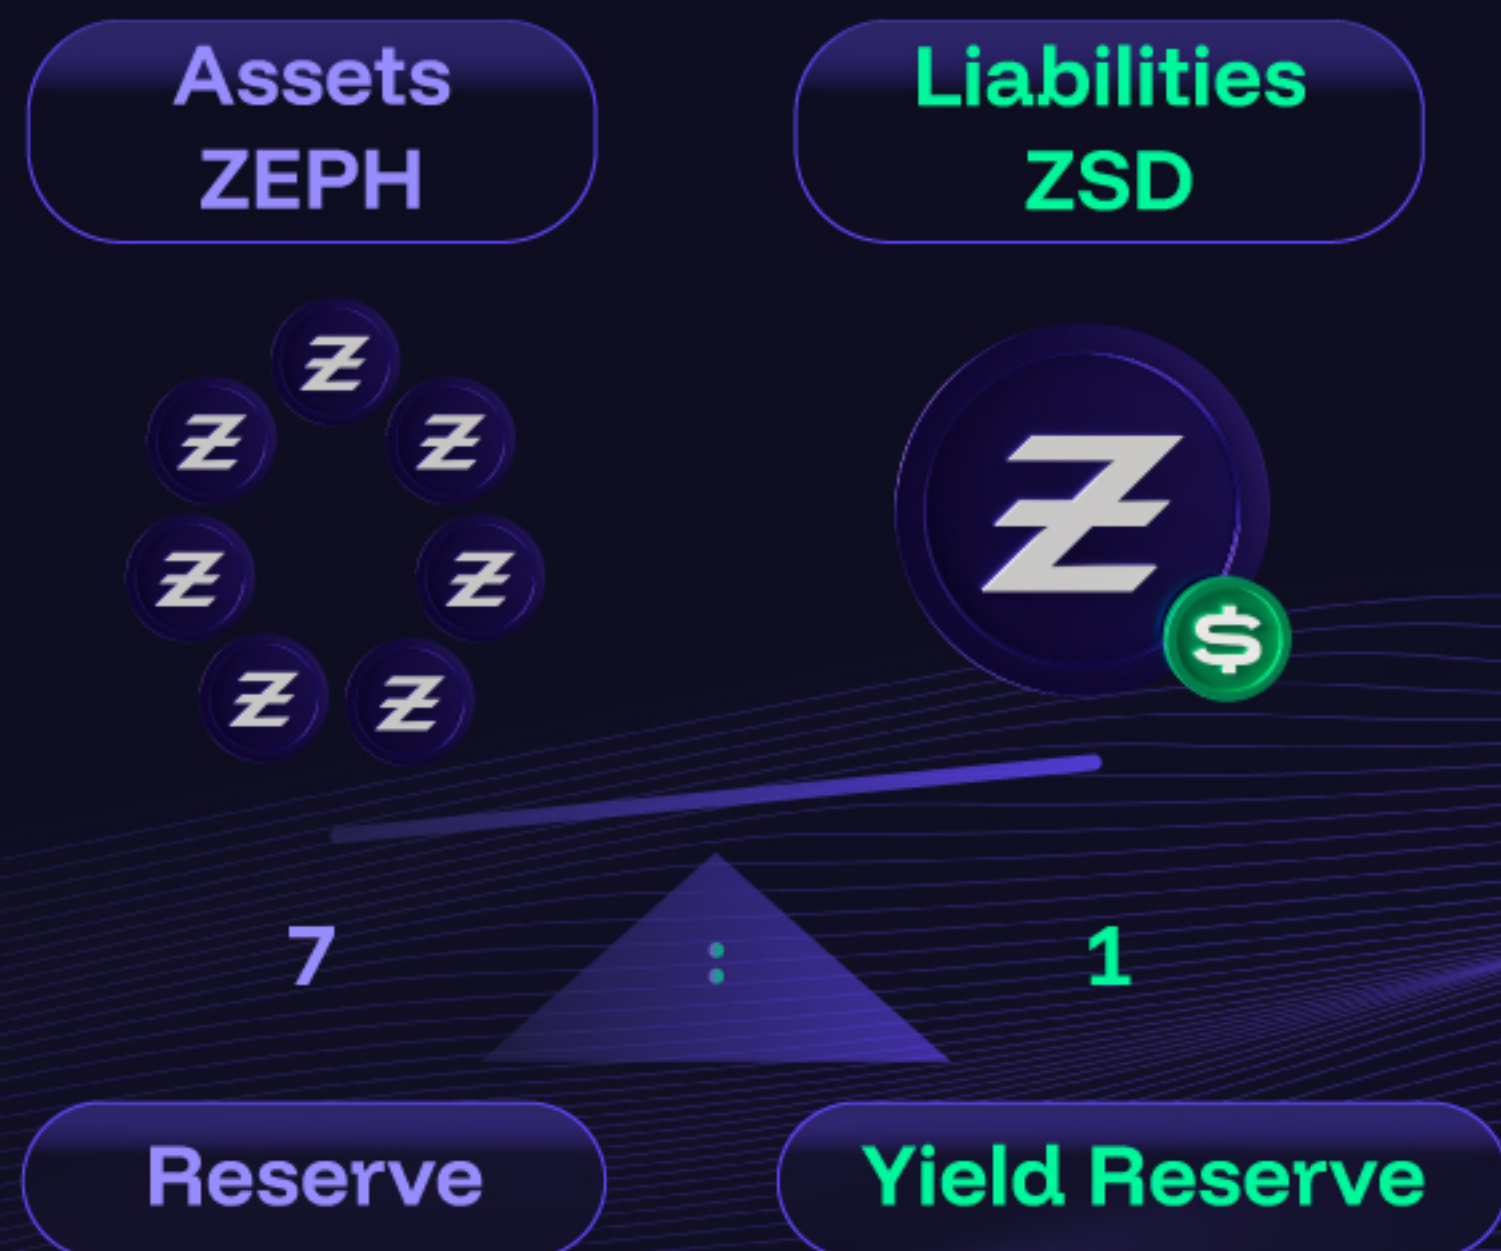 Assets
ZEPH
Liabilities
ZSD
$
7
:
1
Reserve
Yield Reserve